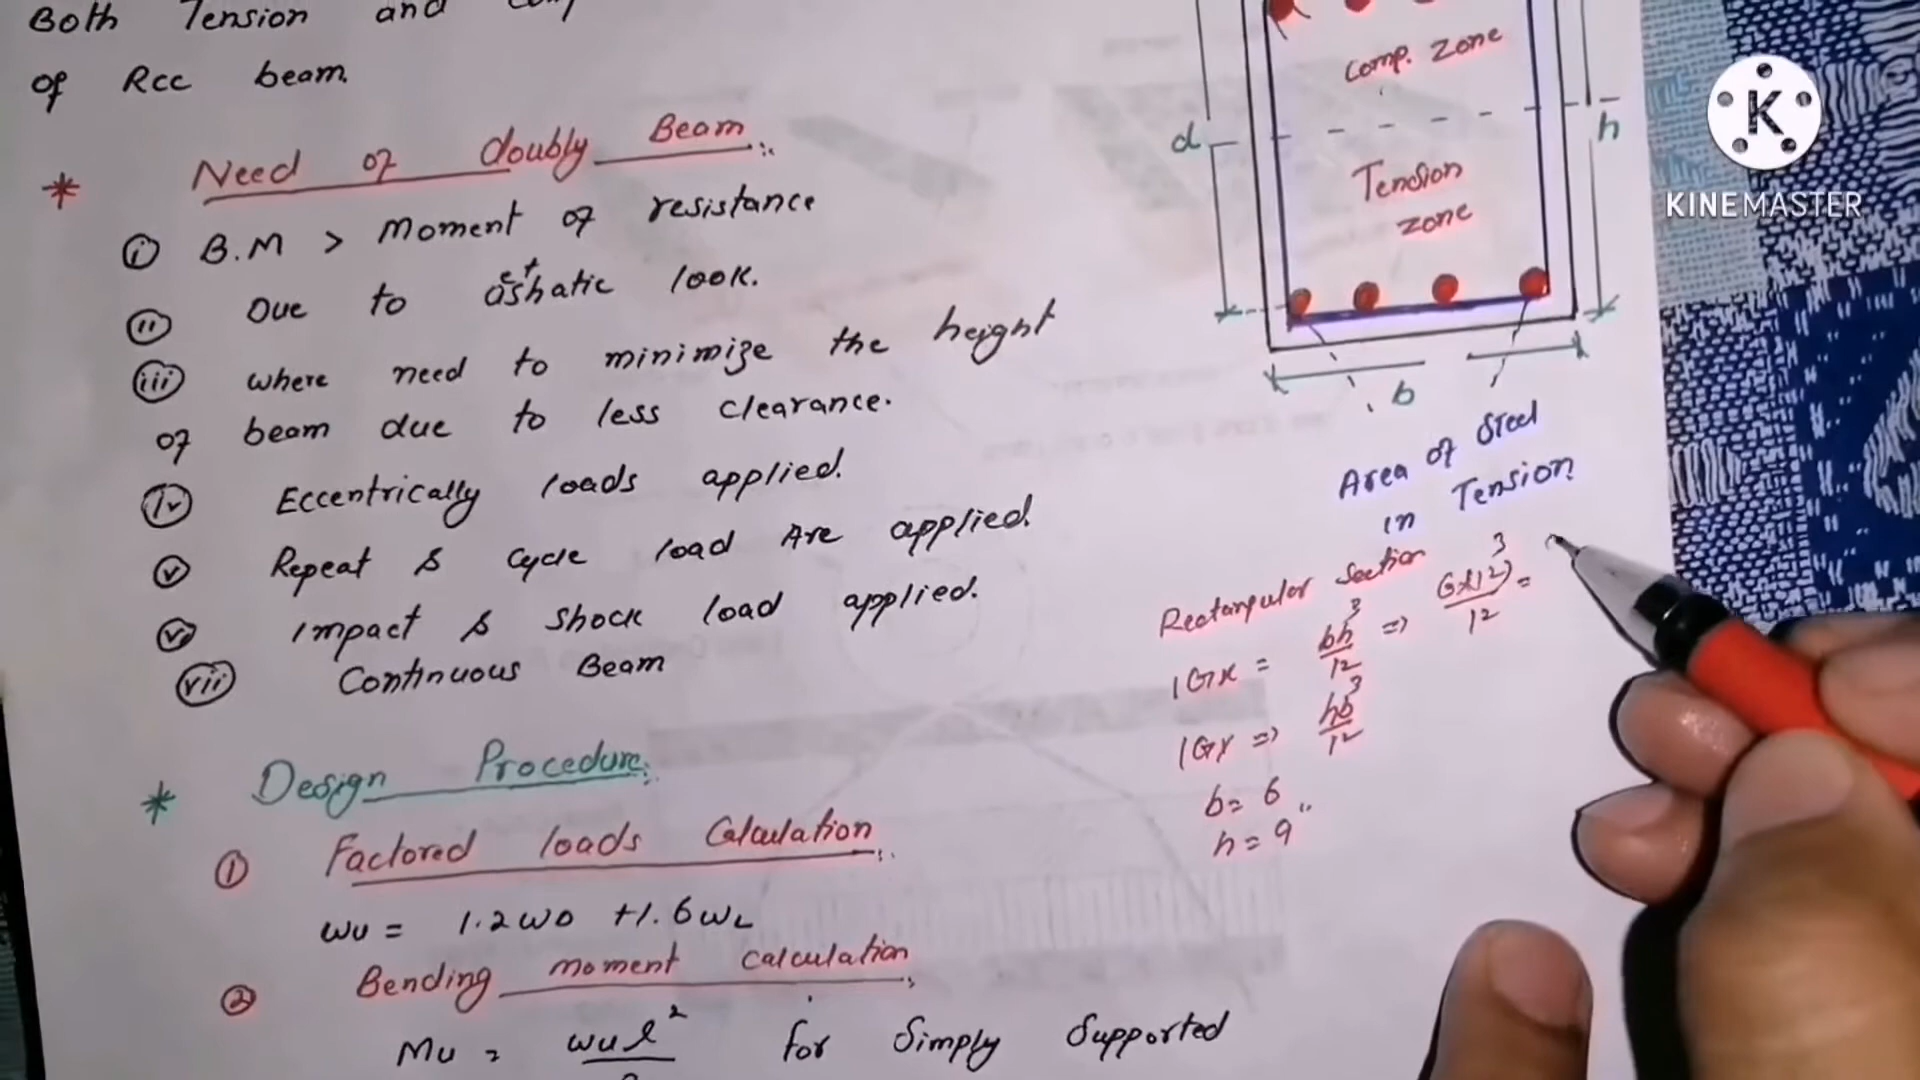 Both Tension and
of Rcc beam.
* Need of doubly Beam :
(i) B.M > Moment of resistance
(ii) Due to asthatic look.
(iii) where need to minimize the height
of beam due to less clearance.
(iv) Eccentrically loads applied.
(v) Repeat & Cycle load Are applied.
(vi) Impact & Shock load applied.
(vii) Continuous Beam
* Design Procedure:
(1) Factored loads Calculation :
wu = 1.2wD + 1.6wL
(2) Bending moment calculation :
Mu = wul²/ for Simply Supported
Comp. Zone
d
h
Tension
zone
b
Area of Steel
in Tension
Rectangular Section
IGx = bh³/12 => 6x(12)³/12 =
IGy => hb³/12
b = 6
h = 9"
K
KINEMASTER